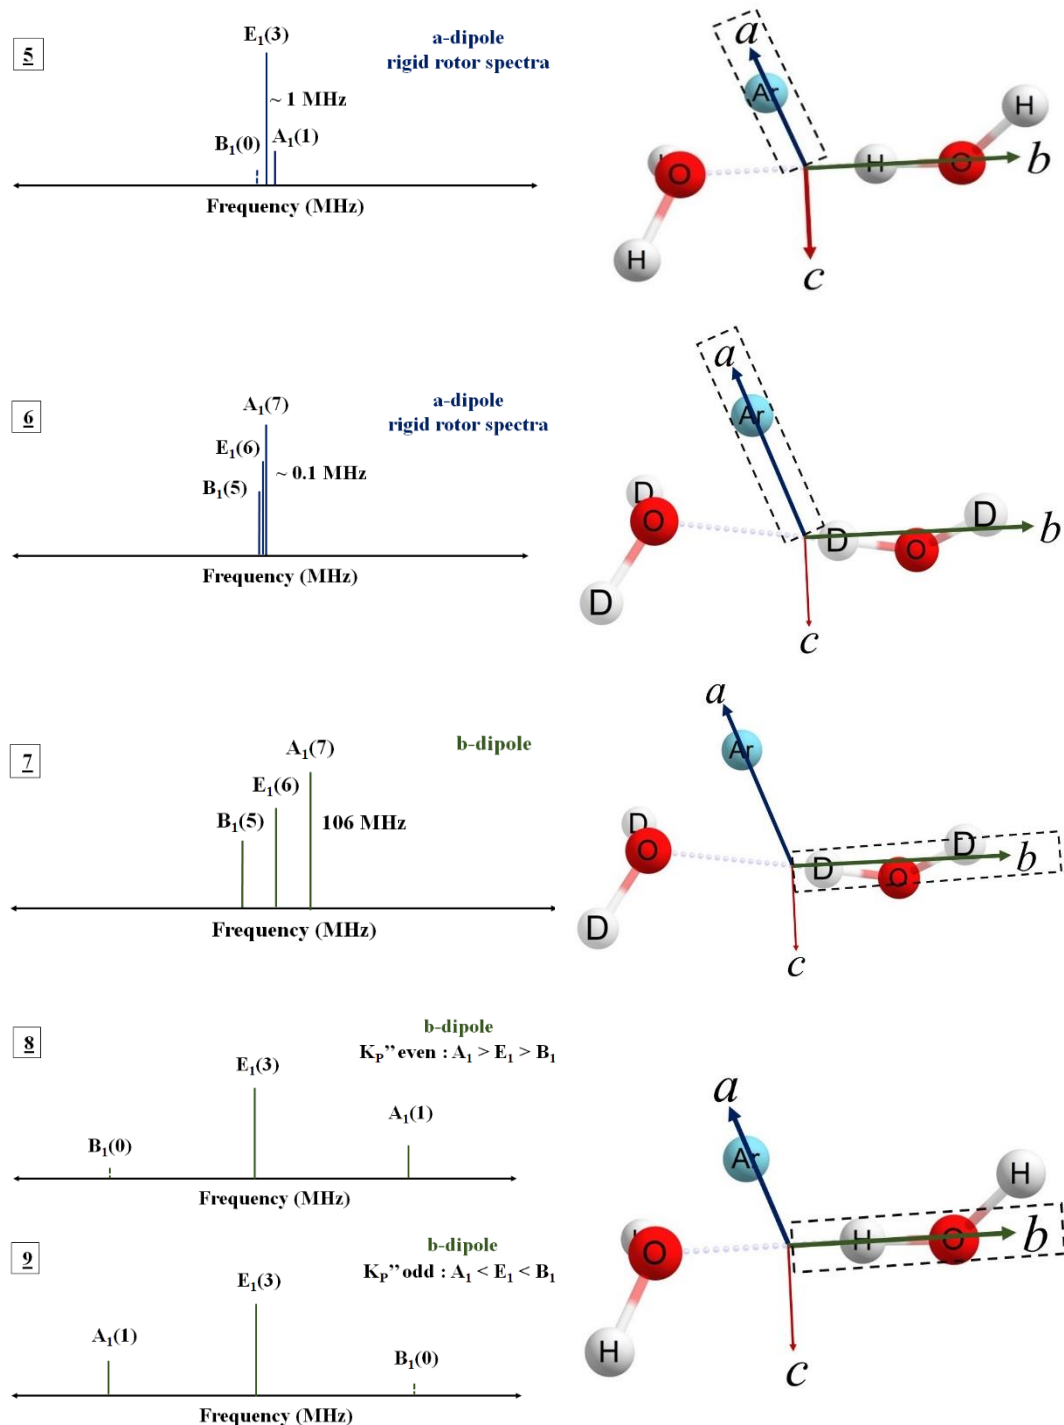 5
E₁(3)
a-dipole
rigid rotor spectra
~ 1 MHz
B₁(0)
A₁(1)
Frequency (MHz)
a
Ar
H
O
H
O
b
H
c
6
A₁(7)
a-dipole
rigid rotor spectra
E₁(6)
~ 0.1 MHz
B₁(5)
Frequency (MHz)
a
Ar
D
O
D
D
O
b
D
c
7
A₁(7)
b-dipole
E₁(6)
B₁(5)
106 MHz
Frequency (MHz)
a
Ar
D
O
D
D
O
b
D
c
8
b-dipole
K_P’’ even : A₁ > E₁ > B₁
E₁(3)
A₁(1)
B₁(0)
Frequency (MHz)
9
b-dipole
K_P’’ odd : A₁ < E₁ < B₁
E₁(3)
A₁(1)
B₁(0)
Frequency (MHz)
a
Ar
H
O
H
O
b
H
c